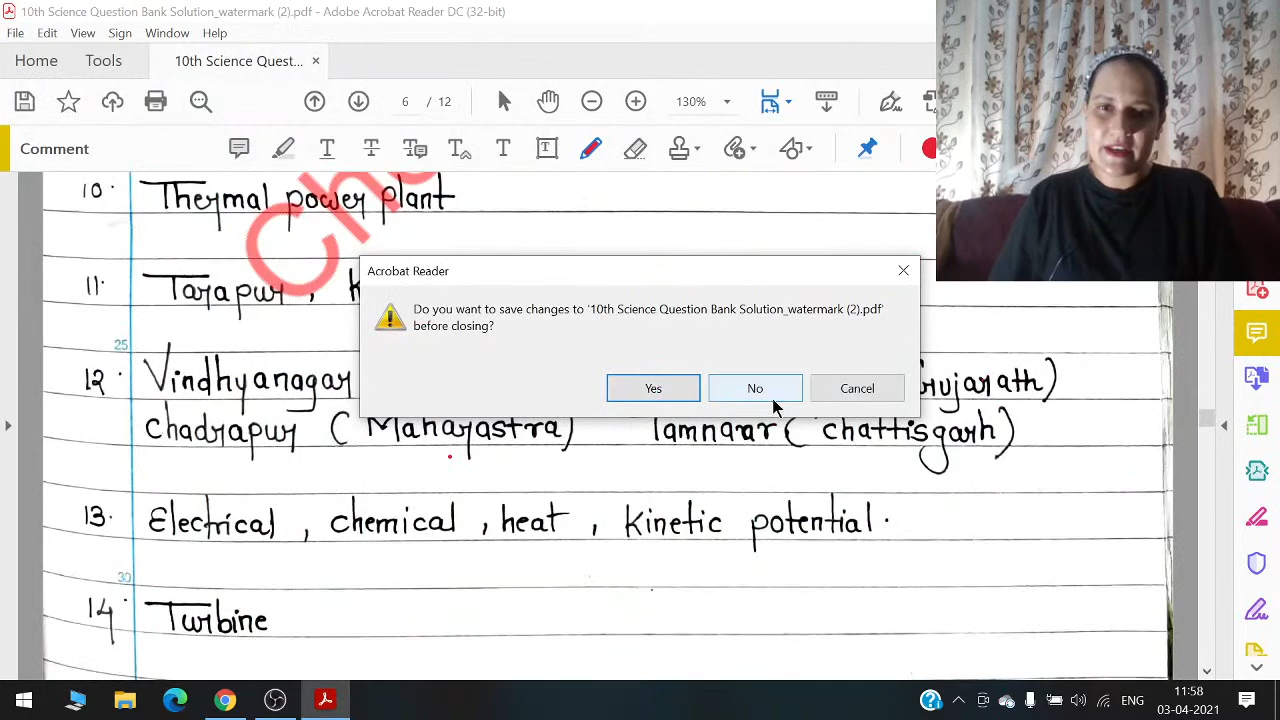 10th Science Question Bank Solution_watermark (2).pdf - Adobe Acrobat Reader DC (32-bit)
File Edit View Sign Window Help
Home Tools 10th Science Quest... ×
6 / 12 130%
Comment
10. Thermal power plant
11. Tarapur ,
Acrobat Reader
Do you want to save changes to '10th Science Question Bank Solution_watermark (2).pdf'
before closing?
Yes No Cancel
25
12. Vindhyanagar
chadrapur ( Maharastra) Tamnaur ( chattisgarh )
13. Electrical , chemical , heat , Kinetic potential .
30
14. Turbine
ENG
11:58
03-04-2021